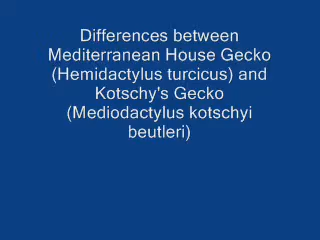 Differences between
Mediterranean House Gecko
(Hemidactylus turcicus) and
Kotschy's Gecko
(Mediodactylus kotschyi
beutleri)